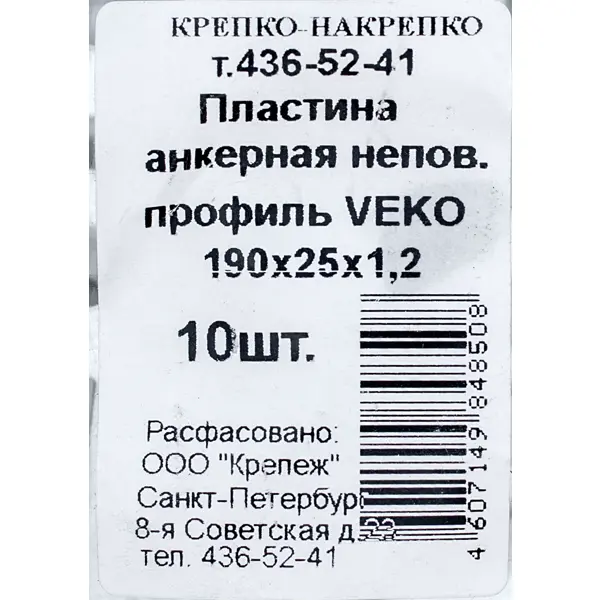 КРЕПКО-НАКРЕПКО
т.436-52-41
Пластина
анкерная непов.
профиль VEKO
190х25х1,2
10шт.
Расфасовано:
ООО "Крепеж"
Санкт-Петербург
8-я Советская д.
тел. 436-52-41
4 607149 848508